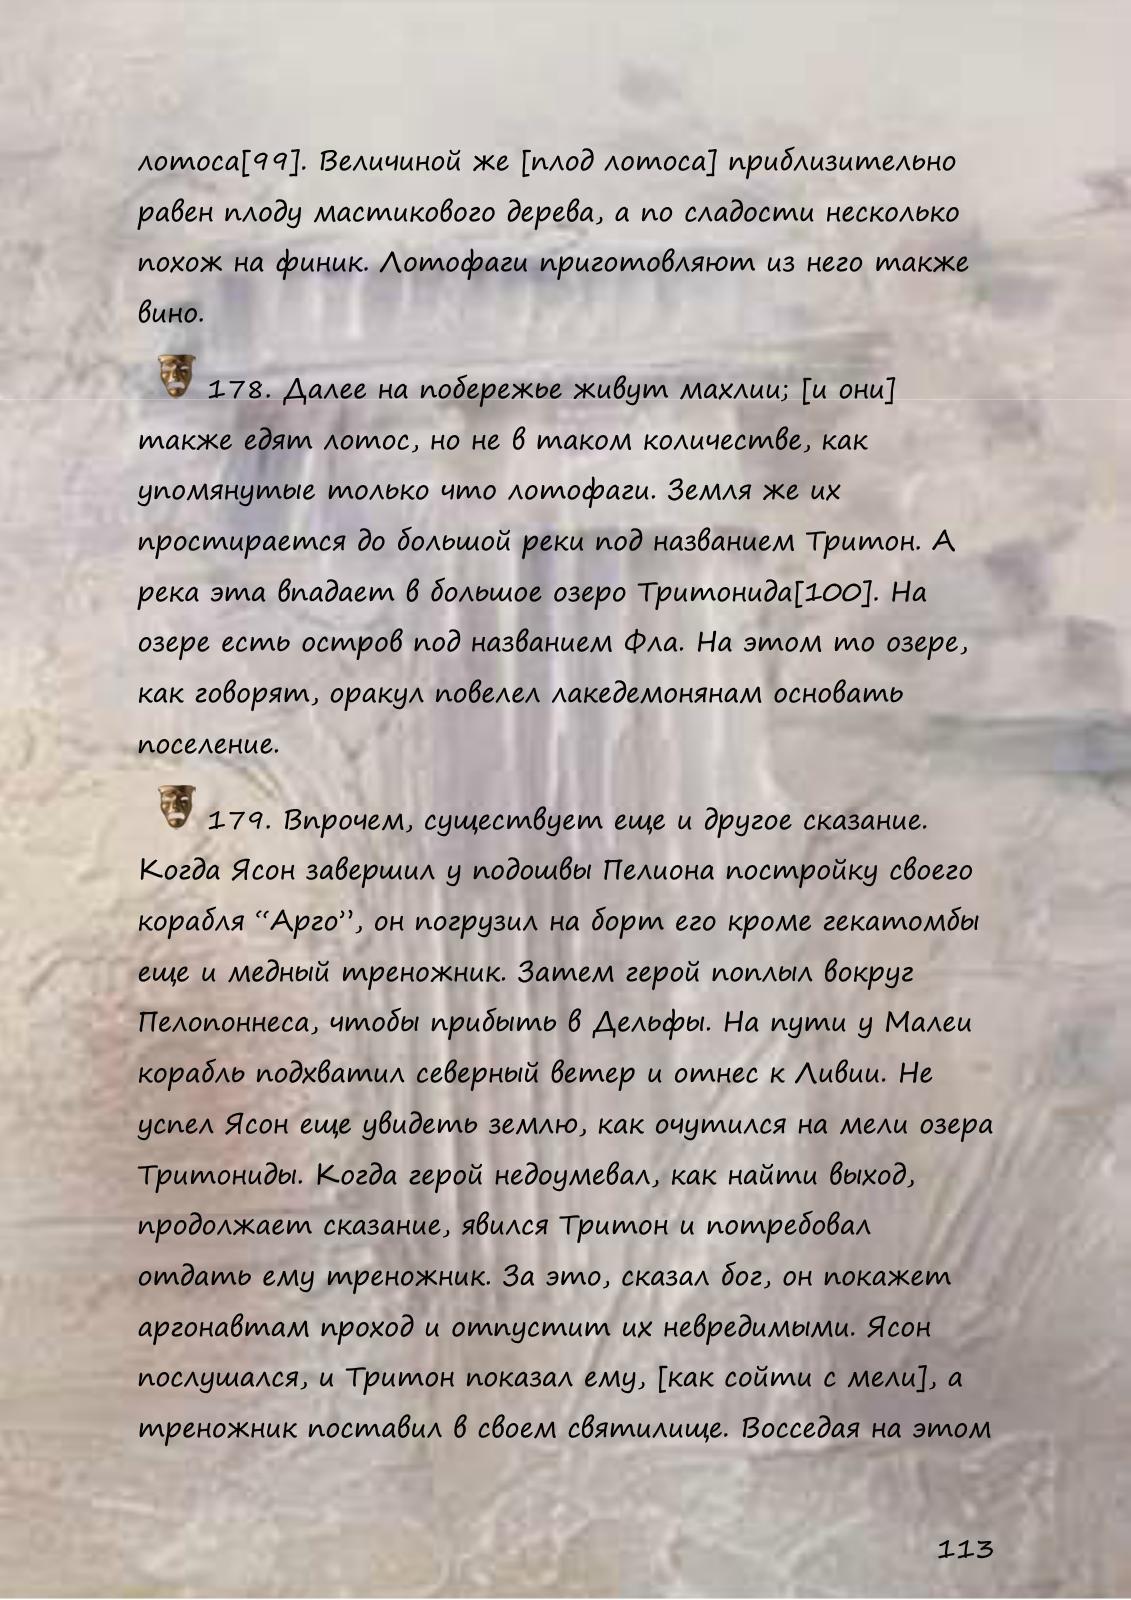 лотоса[99]. Величиной же [плод лотоса] приблизительно
равен плоду мастикового дерева, а по сладости несколько
похож на финик. Лотофаги приготовляют из него также
вино.
178. Далее на побережье живут махлии; [и они]
также едят лотос, но не в таком количестве, как
упомянутые только что лотофаги. Земля же их
простирается до большой реки под названием Тритон. А
река эта впадает в большое озеро Тритонида[100]. На
озере есть остров под названием Фла. На этом то озере,
как говорят, оракул повелел лакедемонянам основать
поселение.
179. Впрочем, существует еще и другое сказание.
Когда Ясон завершил у подошвы Пелиона постройку своего
корабля “Арго”, он погрузил на борт его кроме гекатомбы
еще и медный треножник. Затем герой поплыл вокруг
Пелопоннеса, чтобы прибыть в Дельфы. На пути у Малеи
корабль подхватил северный ветер и отнес к Ливии. Не
успел Ясон еще увидеть землю, как очутился на мели озера
Тритониды. Когда герой недоумевал, как найти выход,
продолжает сказание, явился Тритон и потребовал
отдать ему треножник. За это, сказал бог, он покажет
аргонавтам проход и отпустит их невредимыми. Ясон
послушался, и Тритон показал ему, [как сойти с мели], а
треножник поставил в своем святилище. Восседая на этом
113